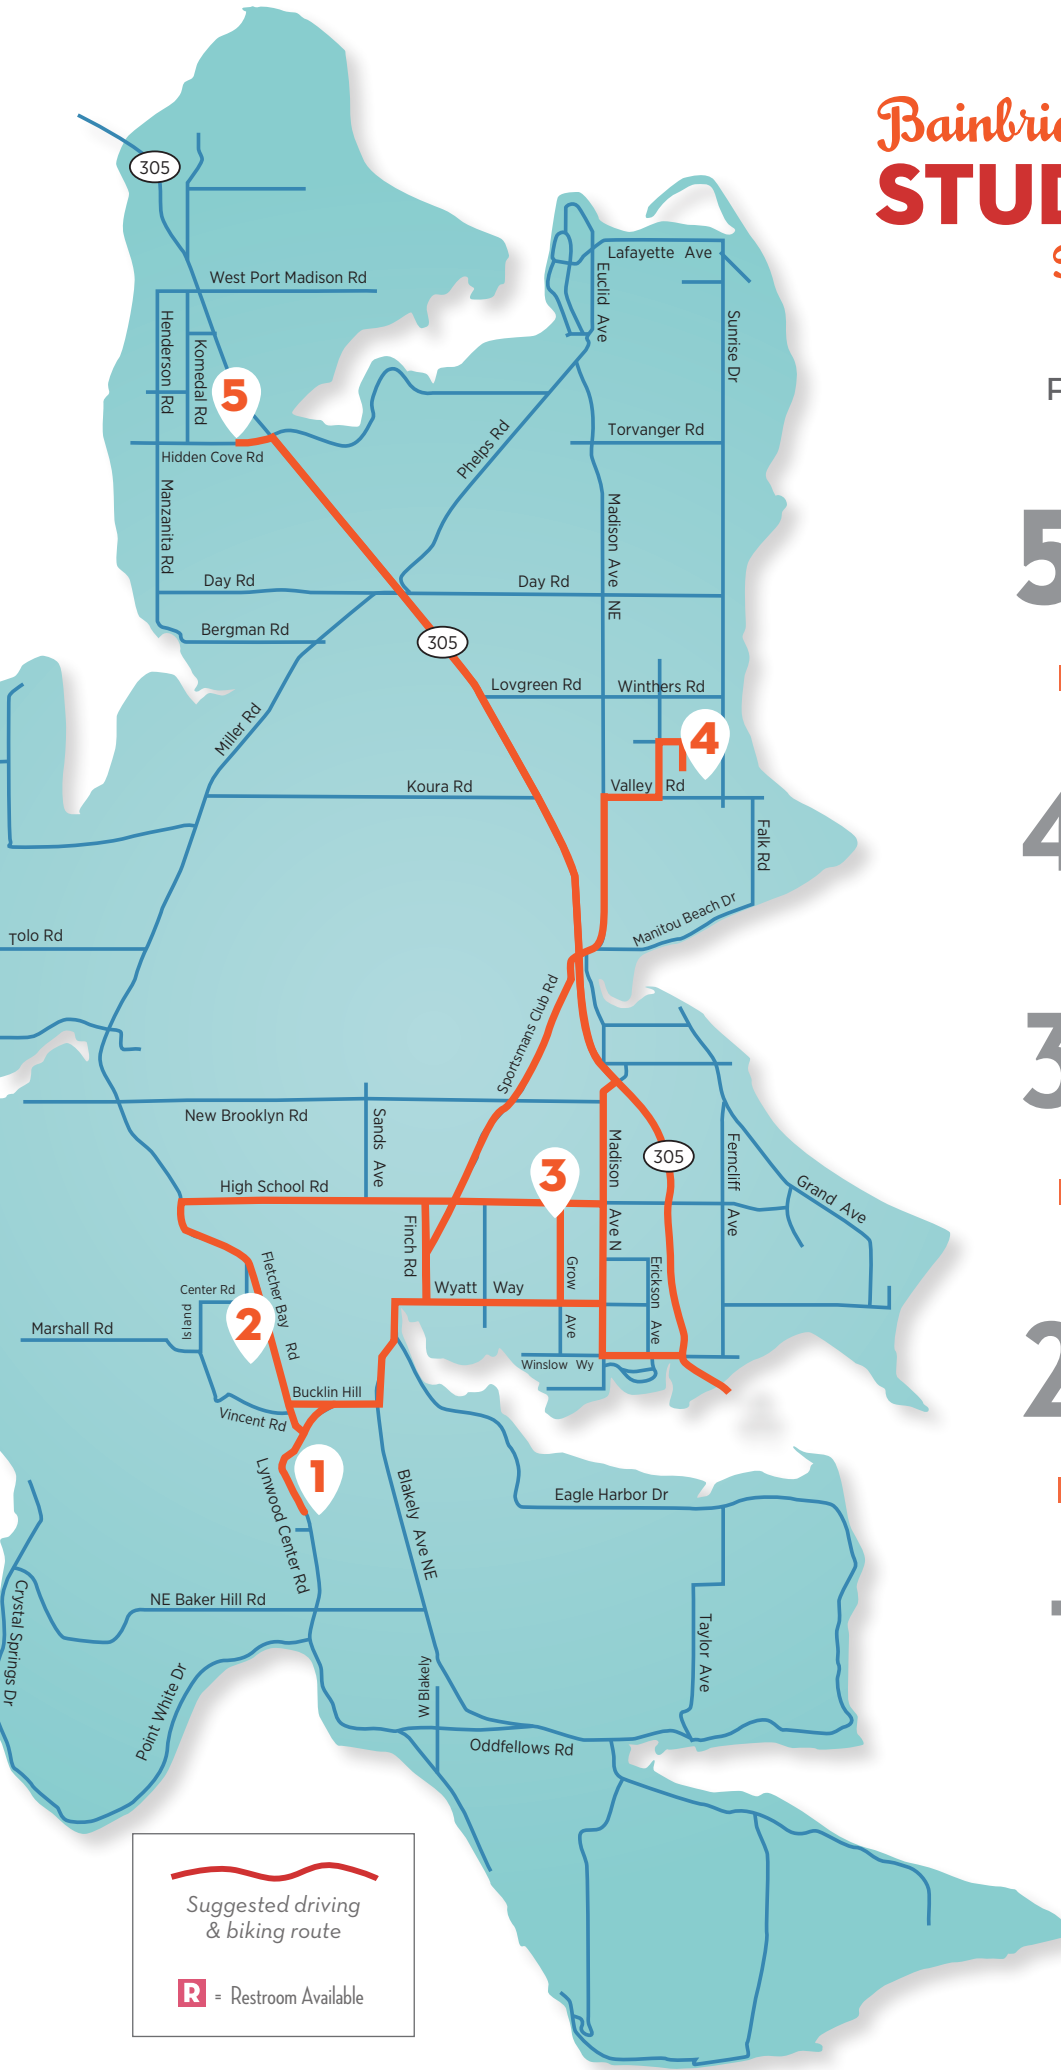 305
West Port Madison Rd
Henderson Rd
Komedal Rd
5
Hidden Cove Rd
Manzanita Rd
Day Rd
Bergman Rd
Phelps Rd
Euclid Ave
Lafayette Ave
Sunrise Dr
Torvanger Rd
Madison Ave NE
Day Rd
305
Lovgreen Rd
Winthers Rd
4
Miller Rd
Koura Rd
Valley Rd
Falk Rd
Manitou Beach Dr
Tolo Rd
Sportsmans Club Rd
New Brooklyn Rd
Sands Ave
3
Madison Ave N
305
Ferncliff Ave
Grand Ave
High School Rd
Finch Rd
Wyatt Way
Grow Ave
Erickson Ave
Winslow Wy
Fletcher Bay Rd
Island Center Rd
2
Marshall Rd
Bucklin Hill
Vincent Rd
1
Lynwood Center Rd
Blakely Ave NE
Eagle Harbor Dr
NE Baker Hill Rd
Crystal Springs Dr
Point White Dr
W Blakely
Taylor Ave
Oddfellows Rd
Suggested driving
& biking route
R = Restroom Available
5
4
3
2